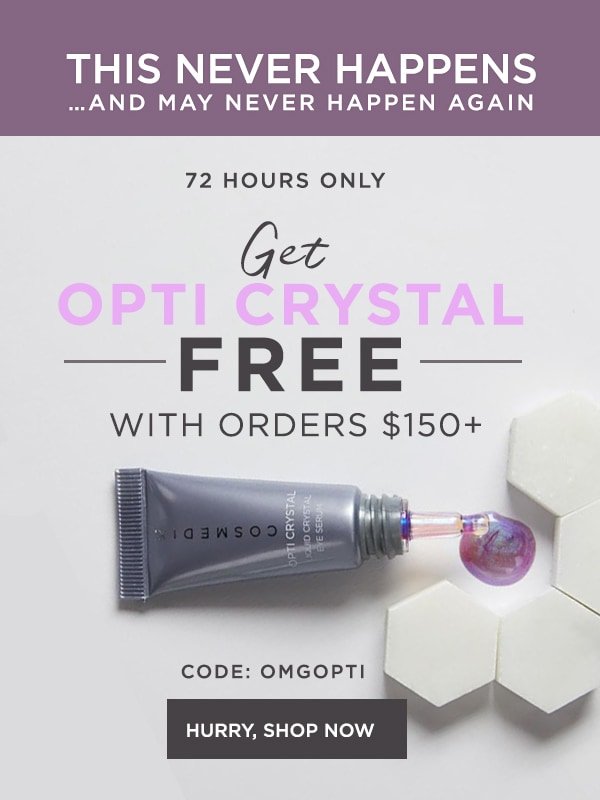 THIS NEVER HAPPENS
...AND MAY NEVER HAPPEN AGAIN
72 HOURS ONLY
Get
OPTI CRYSTAL
FREE
WITH ORDERS $150+
COSMEDIX
OPTI CRYSTAL
LIQUID CRYSTAL
EYE SERUM
CODE: OMGOPTI
HURRY, SHOP NOW